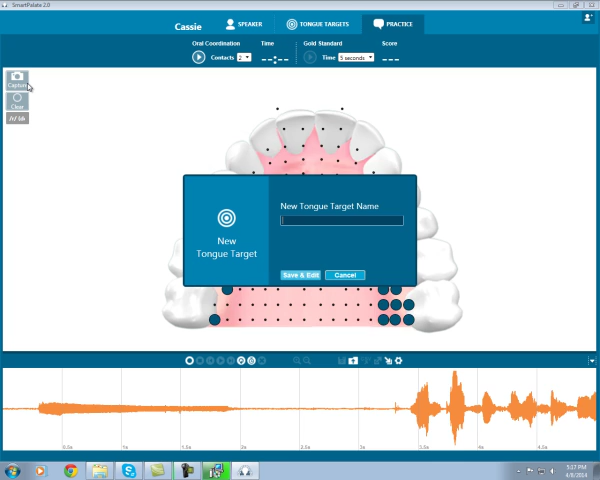 SmartPalate 2.0
Cassie
SPEAKER
TONGUE TARGETS
PRACTICE
Oral Coordination
Time
Gold Standard
Score
Contacts 2
--:--
Time 5 seconds
---
Capture
Clear
New Tongue Target Name
New
Tongue Target
Save & Edit
Cancel
0.5s
1s
1.5s
2s
2.5s
3s
3.5s
4s
4.5s
5:17 PM
4/8/2014